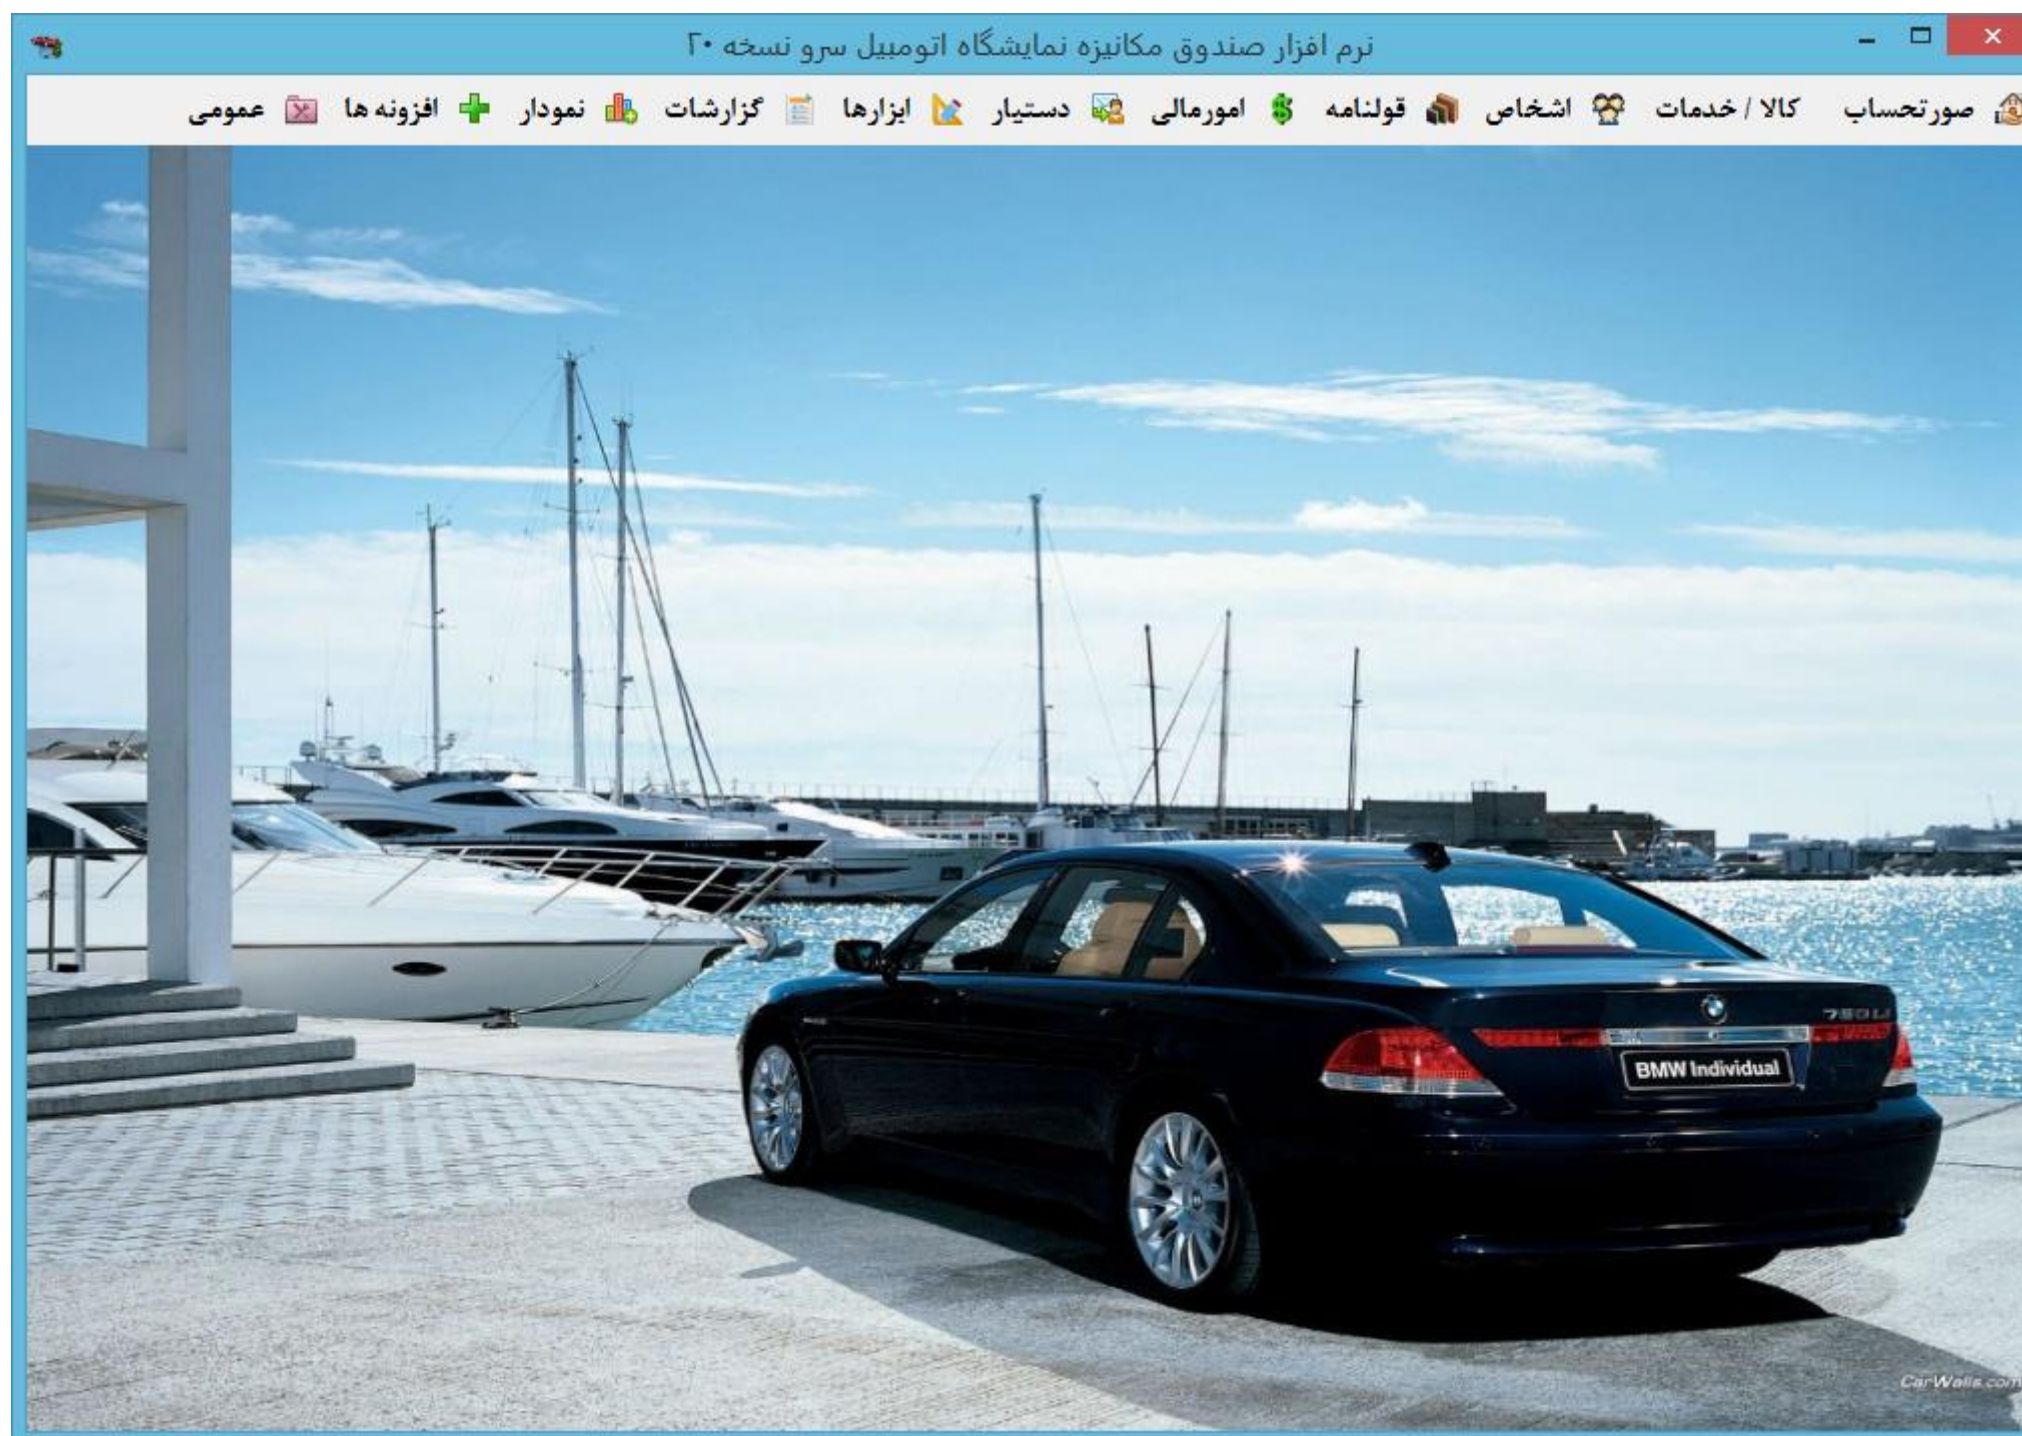 نرم افزار صندوق مکانیزه نمایشگاه اتومبیل سرو نسخه ۲۰
صورتحساب کالا / خدمات اشخاص قولنامه امورمالی دستیار ابزارها گزارشات نمودار افزونه ها عمومی
750Li
BMW Individual
CarWalls.com